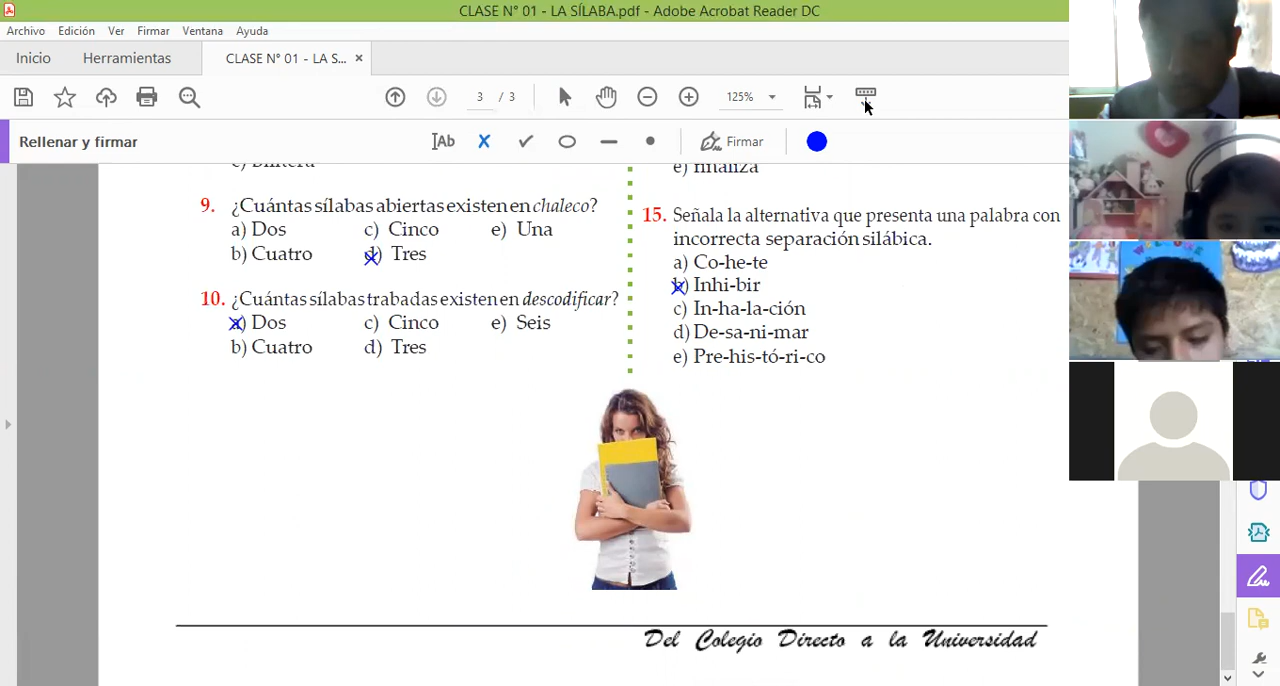 CLASE N° 01 - LA SÍLABA.pdf - Adobe Acrobat Reader DC
Archivo Edición Ver Firmar Ventana Ayuda
Inicio Herramientas CLASE N° 01 - LA S... ×
3 / 3 125%
Rellenar y firmar Ab Firmar
9. ¿Cuántas sílabas abiertas existen en chaleco?
a) Dos c) Cinco e) Una
b) Cuatro d) Tres
10. ¿Cuántas sílabas trabadas existen en descodificar?
a) Dos c) Cinco e) Seis
b) Cuatro d) Tres
e) finaliza
15. Señala la alternativa que presenta una palabra con
incorrecta separación silábica.
a) Co-he-te
b) Inhi-bir
c) In-ha-la-ción
d) De-sa-ni-mar
e) Pre-his-tó-ri-co
Del Colegio Directo a la Universidad